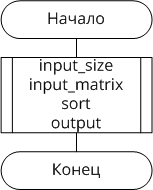 Начало
input_size
input_matrix
sort
output
Конец